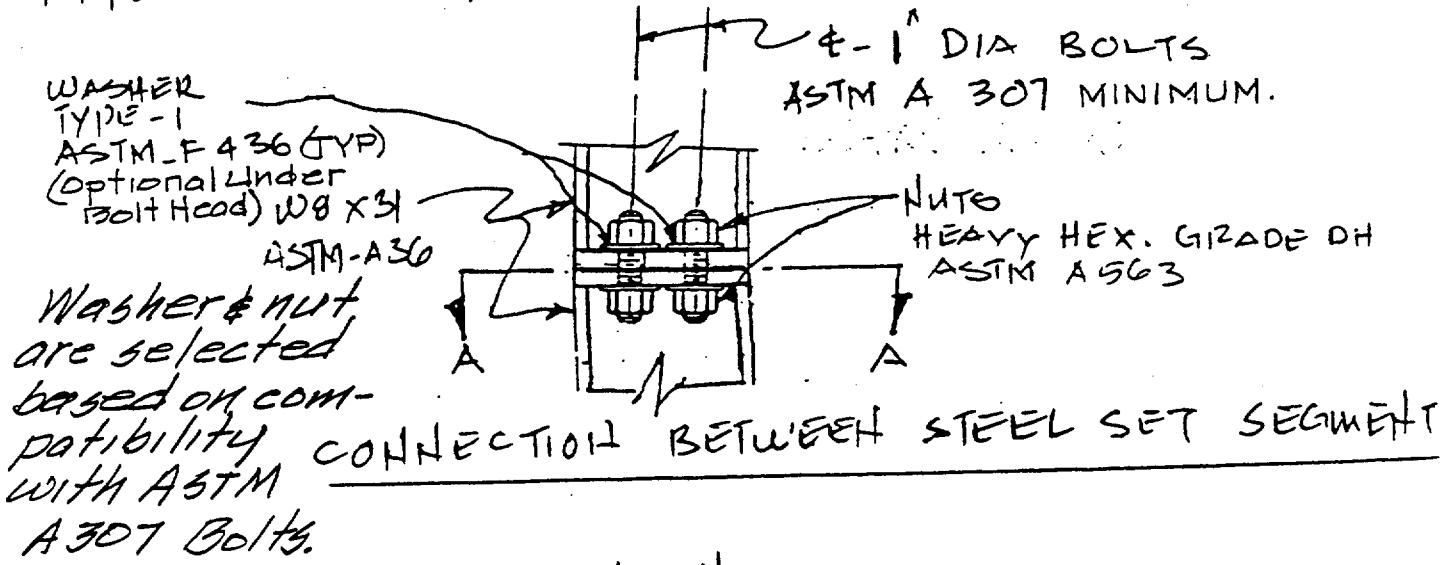 ¢-1" DIA BOLTS
ASTM A 307 MINIMUM.
WASHER
TYPE-1
ASTM-F 436 (TYP)
(Optional Under
Bolt Head) W8 X31
ASTM-A36
NUTS
HEAVY HEX. GRADE DH
ASTM A563
A
A
Washer & nut
are selected
based on com-
patibility
with ASTM
A307 Bolts.
CONNECTION BETWEEN STEEL SET SEGMENT